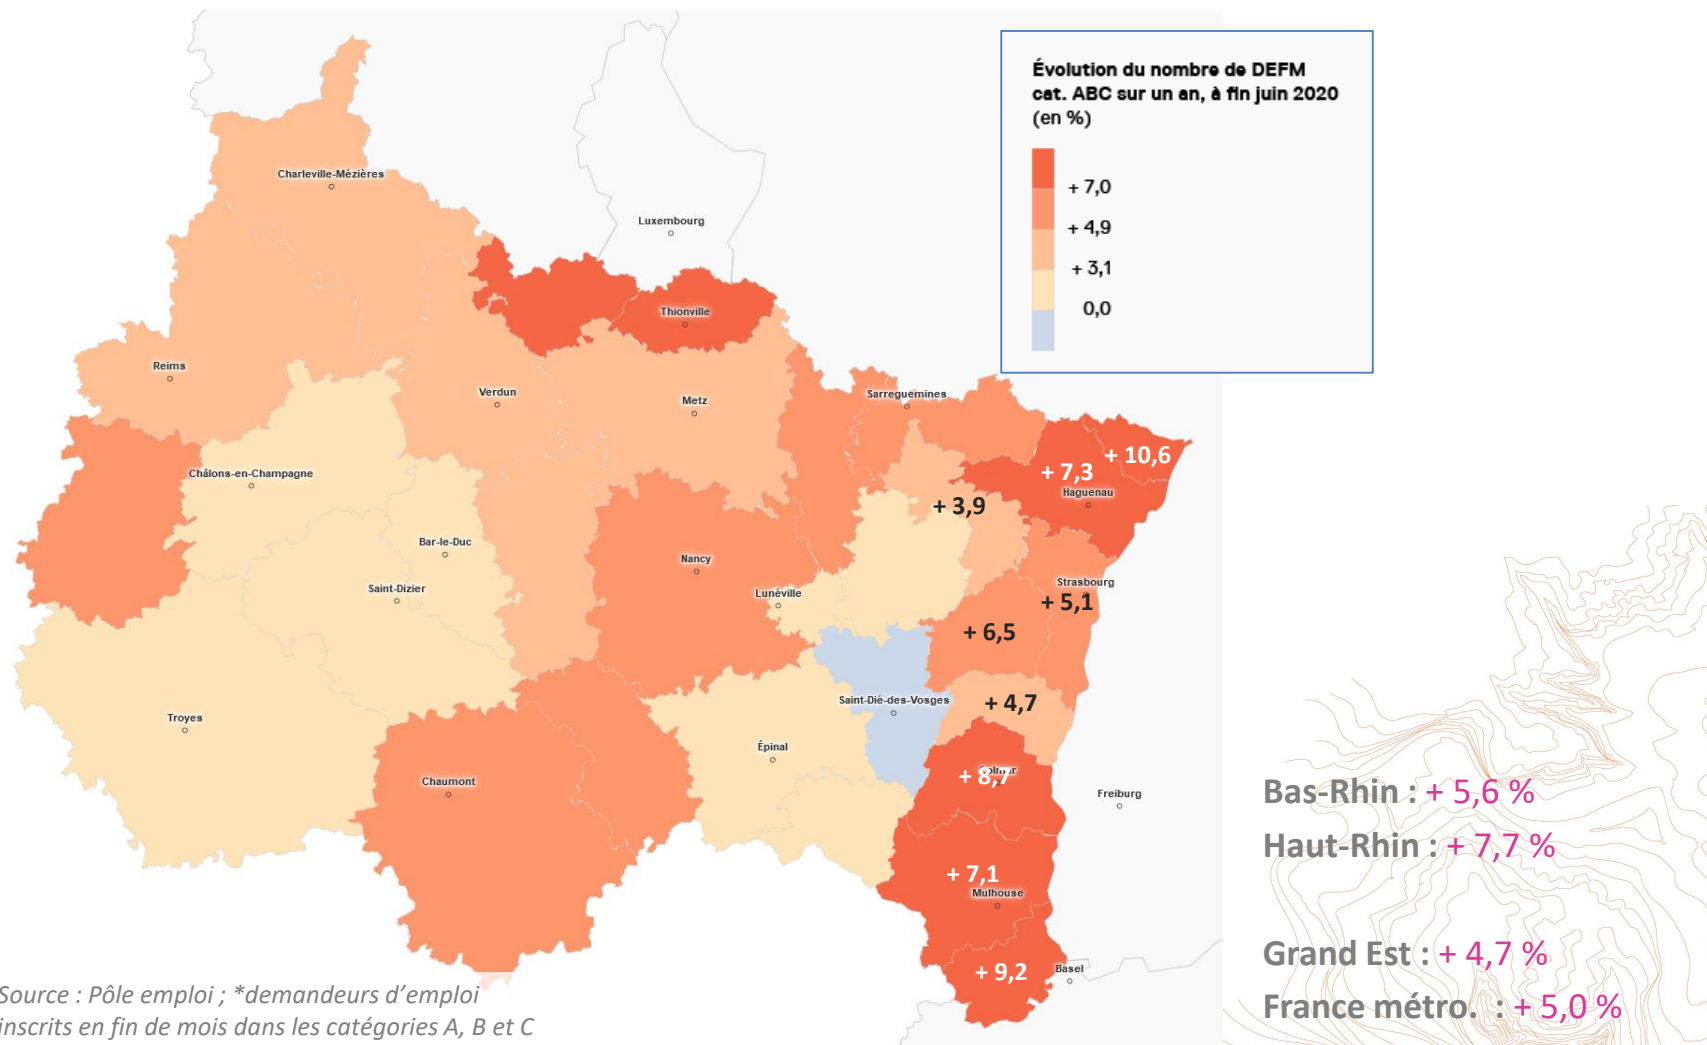 Évolution du nombre de DEFM
cat. ABC sur un an, à fin juin 2020
(en %)
+ 7,0
+ 4,9
+ 3,1
0,0
Charleville-Mézières
Luxembourg
Thionville
Reims
Verdun
Metz
Sarreguemines
+ 10,6
+ 7,3
Haguenau
Châlons-en-Champagne
+ 3,9
Bar-le-Duc
Nancy
Saint-Dizier
Lunéville
Strasbourg
+ 5,1
+ 6,5
Saint-Dié-des-Vosges
+ 4,7
Troyes
Épinal
Chaumont
+ 8,7
Colmar
Freiburg
+ 7,1
Mulhouse
+ 9,2
Basel
Bas-Rhin : + 5,6 %
Haut-Rhin : + 7,7 %
Grand Est : + 4,7 %
France métro. : + 5,0 %
Source : Pôle emploi ; *demandeurs d'emploi
inscrits en fin de mois dans les catégories A, B et C